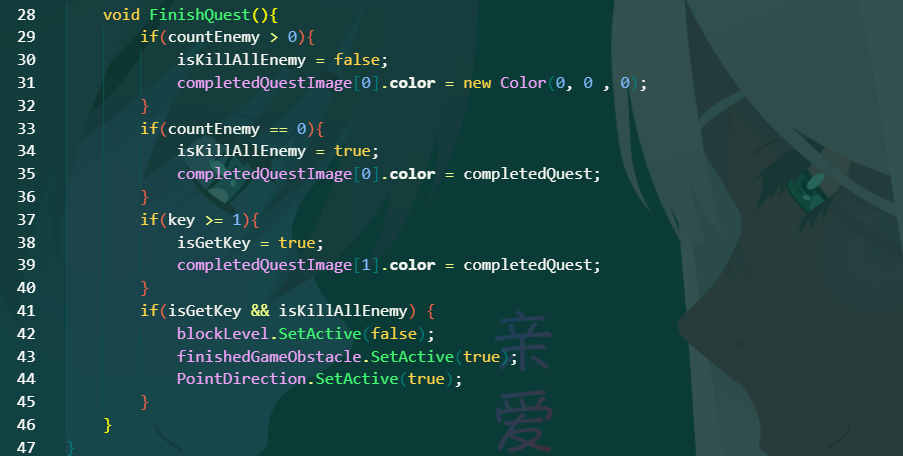 28 void FinishQuest(){
29 if(countEnemy > 0){
30 isKillAllEnemy = false;
31 completedQuestImage[0].color = new Color(0, 0 , 0);
32 }
33 if(countEnemy == 0){
34 isKillAllEnemy = true;
35 completedQuestImage[0].color = completedQuest;
36 }
37 if(key >= 1){
38 isGetKey = true;
39 completedQuestImage[1].color = completedQuest;
40 }
41 if(isGetKey && isKillAllEnemy) {
42 blockLevel.SetActive(false);
43 finishedGameObstacle.SetActive(true);
44 PointDirection.SetActive(true);
45 }
46 }
47 }
亲
爱